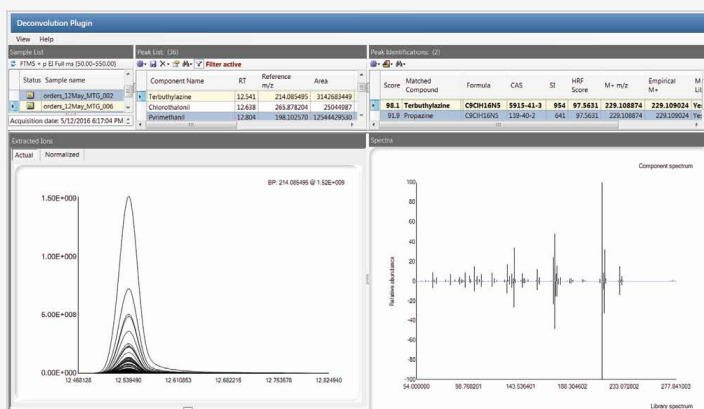 Deconvolution Plugin
View Help
Sample List
FTMS + p EI Full ms [50.00-550.00]
Status Sample name
orders_12May_MTG_002
orders_12May_MTG_006
Acquisition date: 5/12/2016 6:17:04 PM
Peak List: (36)
Filter active
Component Name RT Reference m/z Area
Terbuthylazine 12.541 214.085495 3142683449
Chlorothalonil 12.638 265.878204 25044987
Pyrimethanil 12.804 198.102570 12544429530
Peak Identifications: (2)
Score Matched Compound Formula CAS SI HRF Score M+ m/z Empirical M+
98.1 Terbuthylazine C9ClH16N5 5915-41-3 954 97.5631 229.108874 229.109024 Yes
91.9 Propazine C9ClH16N5 139-40-2 641 97.5631 229.108874 229.109024 Yes
Extracted Ions
Actual Normalized
BP: 214.085495 @ 1.52E+009
1.50E+009
1.00E+009
5.00E+008
0.00E+000
12.468128 12.539490 12.610853 12.682215 12.753578 12.824940
Spectra
Component spectrum
Relative abundance
100
80
60
40
20
0
-20
-40
-60
-80
-100
54.000000 98.768201 143.536401 188.304602 233.072802 277.841003
Library spectrum